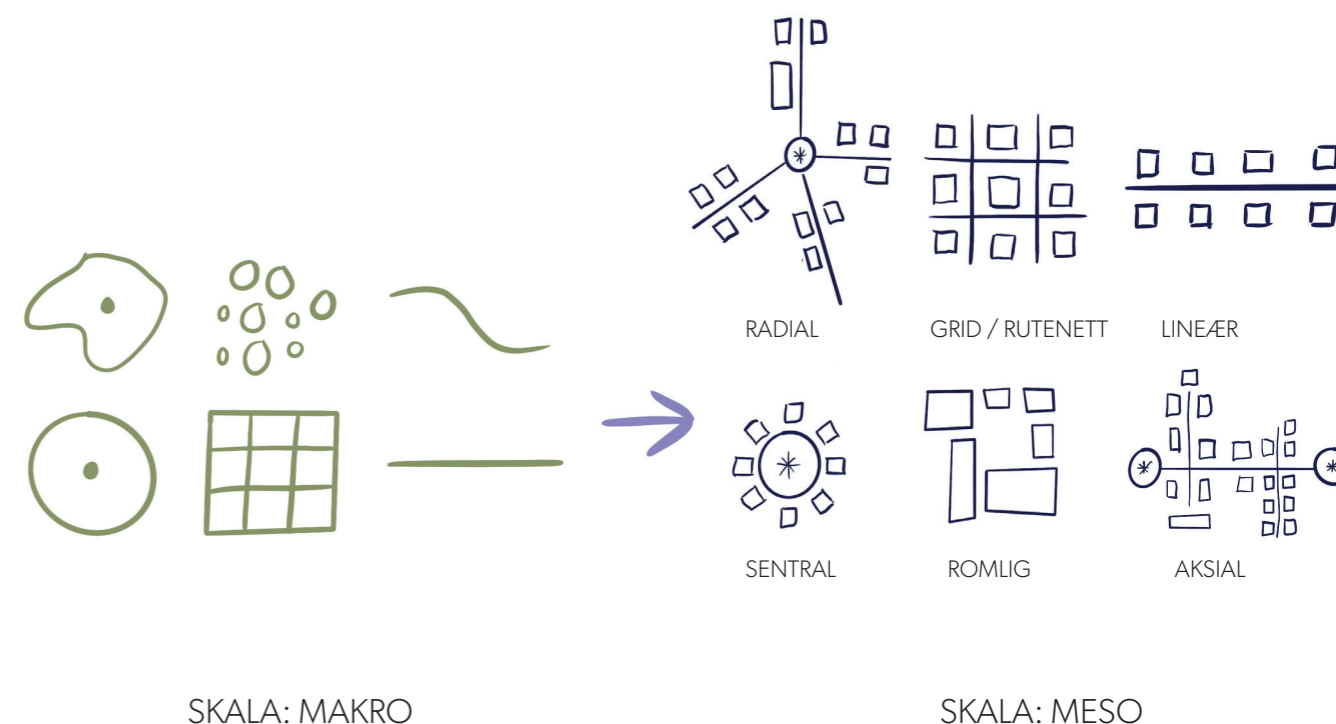 RADIAL
GRID / RUTENETT
LINEÆR
SENTRAL
ROMLIG
AKSIAL
SKALA: MAKRO
SKALA: MESO